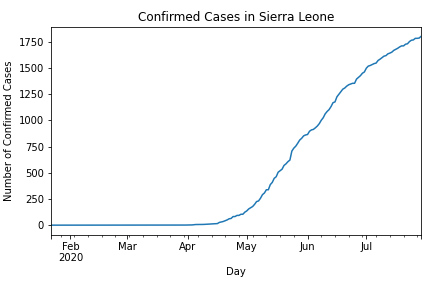 Confirmed Cases in Sierra Leone
Number of Confirmed Cases
1750
1500
1250
1000
750
500
250
0
Feb Mar Apr May Jun Jul
2020
Day